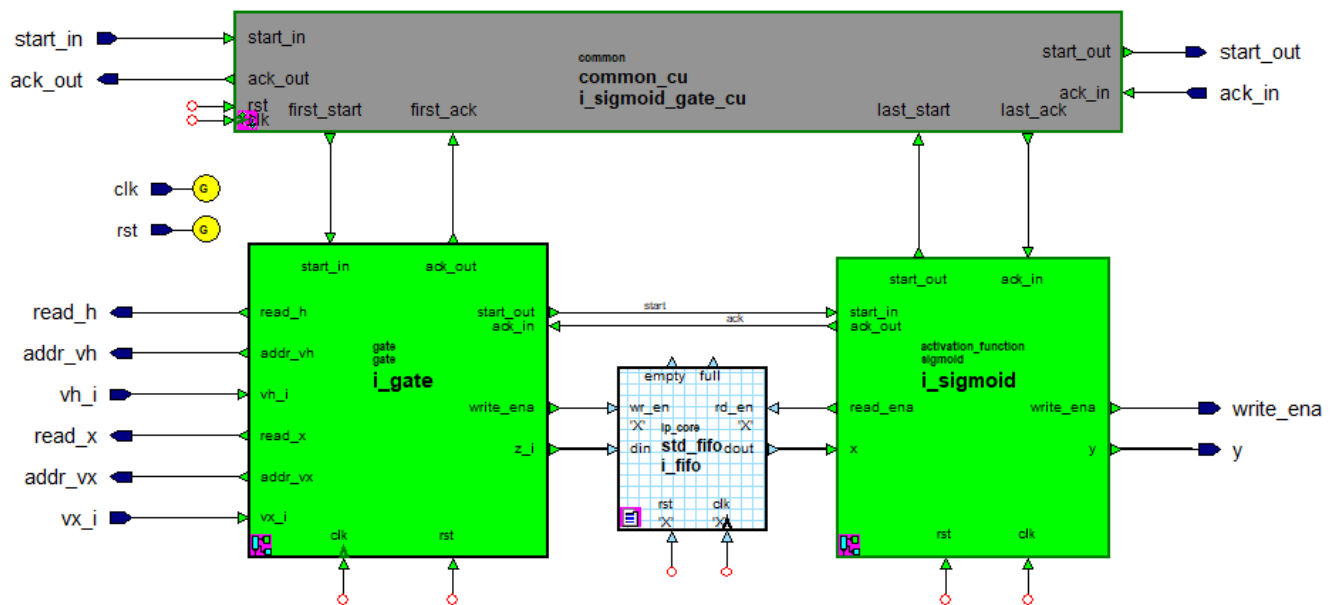 start_in
start_in
common
start_out
start_out
ack_out
ack_out
common_cu
ack_in
ack_in
rst
first_start
first_ack
i_sigmoid_gate_cu
last_start
last_ack
clk
clk
G
rst
G
start_in
ack_out
start_out
ack_in
read_h
read_h
start_out
start
start_in
ack_in
ack
ack_out
addr_vh
addr_vh
gate
gate
i_gate
activation_function
sigmoid
i_sigmoid
empty
full
vh_i
vh_i
write_ena
wr_en
rd_en
read_ena
write_ena
write_ena
'X'
'X'
ip_core
read_x
read_x
z_i
din
std_fifo
dout
x
y
y
i_fifo
addr_vx
addr_vx
rst
clk
'X'
'X'
vx_i
vx_i
clk
rst
rst
clk